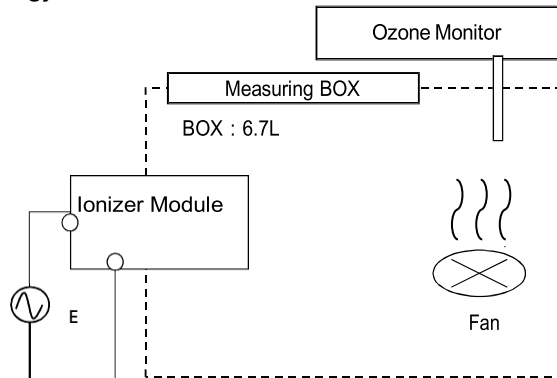 Ozone Monitor
Measuring BOX
BOX : 6.7L
Ionizer Module
E
Fan